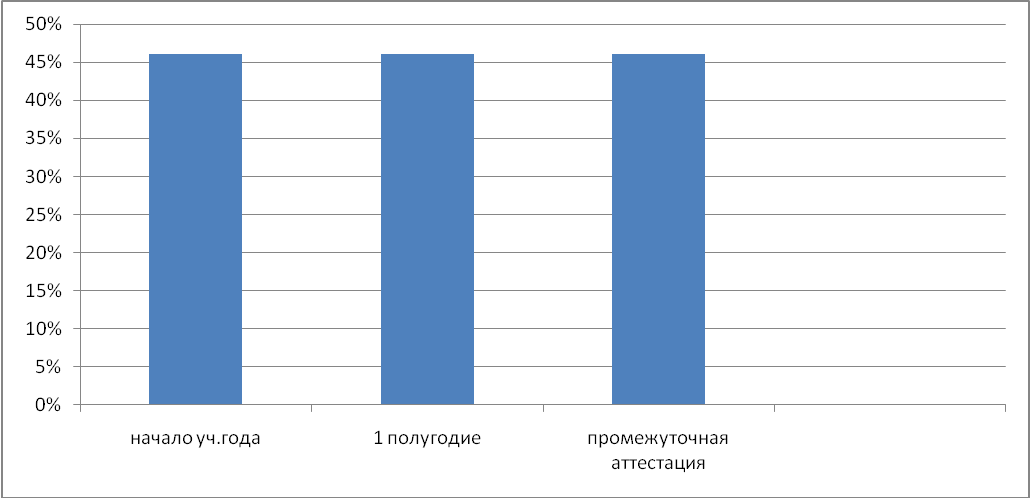 50%
45%
40%
35%
30%
25%
20%
15%
10%
5%
0%
начало уч.года
1 полугодие
промежуточная
аттестация